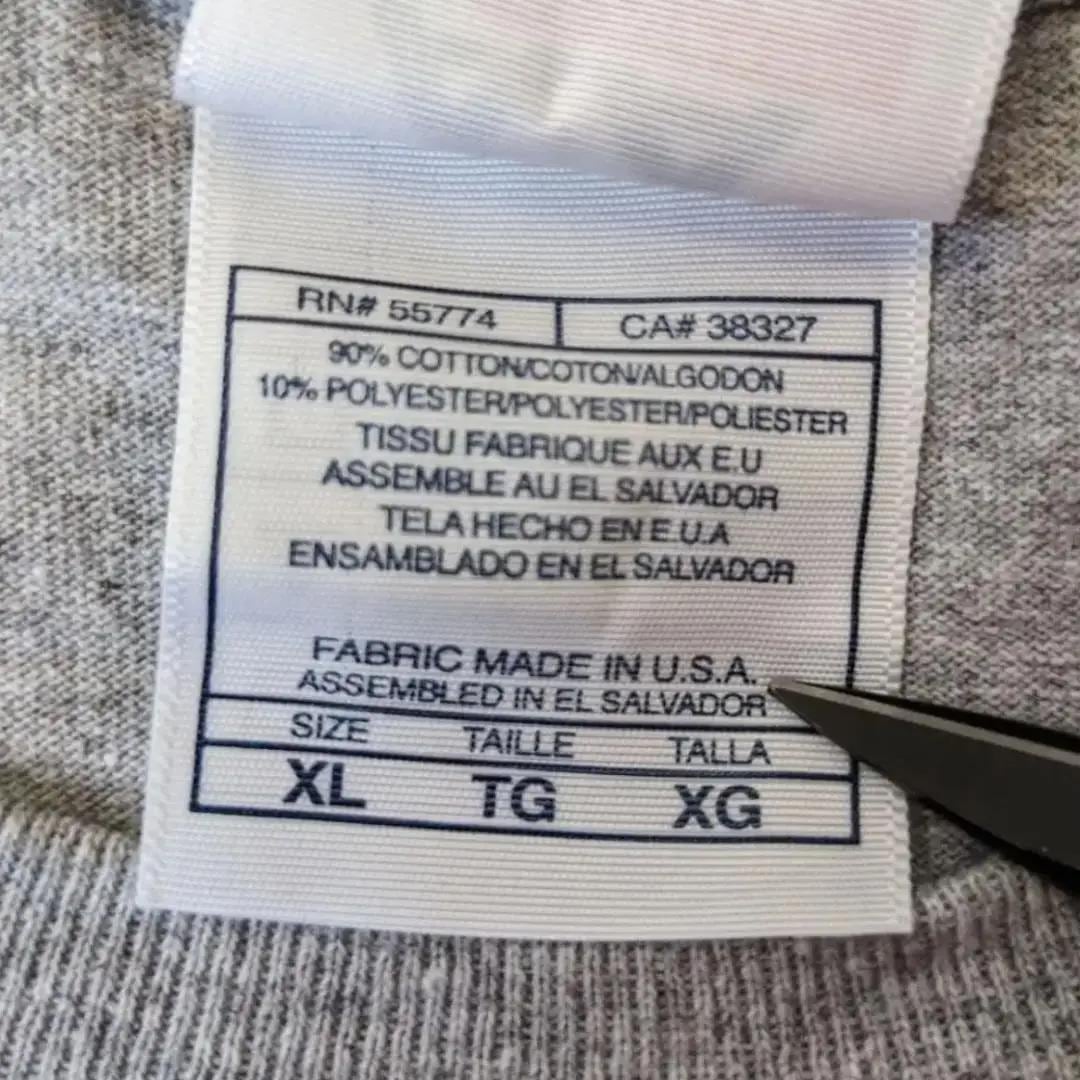 RN# 55774 CA# 38327
90% COTTON/COTON/ALGODON
10% POLYESTER/POLYESTER/POLIESTER
TISSU FABRIQUE AUX E.U
ASSEMBLE AU EL SALVADOR
TELA HECHO EN E.U.A
ENSAMBLADO EN EL SALVADOR
FABRIC MADE IN U.S.A.
ASSEMBLED IN EL SALVADOR
SIZE TAILLE TALLA
XL TG XG